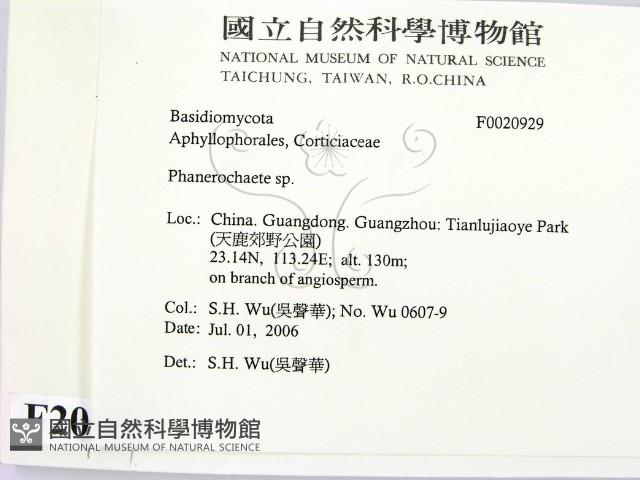 國立自然科學博物館
NATIONAL MUSEUM OF NATURAL SCIENCE
TAICHUNG, TAIWAN, R.O.CHINA
Basidiomycota F0020929
Aphyllophorales, Corticiaceae
Phanerochaete sp.
Loc.: China. Guangdong. Guangzhou: Tianlujiaoye Park
(天鹿郊野公園)
23.14N, 113.24E; alt. 130m;
on branch of angiosperm.
Col.: S.H. Wu(吳聲華); No. Wu 0607-9
Date: Jul. 01, 2006
Det.: S.H. Wu(吳聲華)
F20
國立自然科學博物館
NATIONAL MUSEUM OF NATURAL SCIENCE